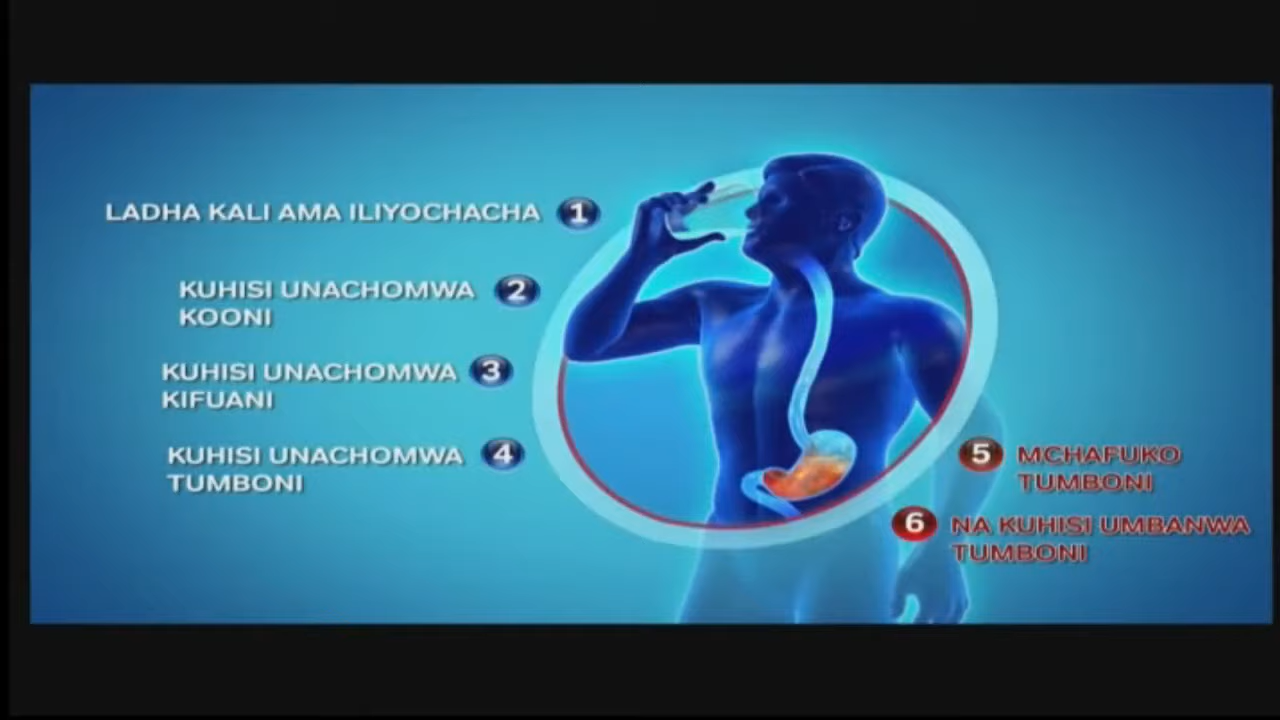 LADHA KALI AMA ILIYOCHACHA 1
KUHISI UNACHOMWA 2
KOONI
KUHISI UNACHOMWA 3
KIFUANI
KUHISI UNACHOMWA 4
TUMBONI
5 MCHAFUKO
TUMBONI
6 NA KUHISI UMBANWA
TUMBONI